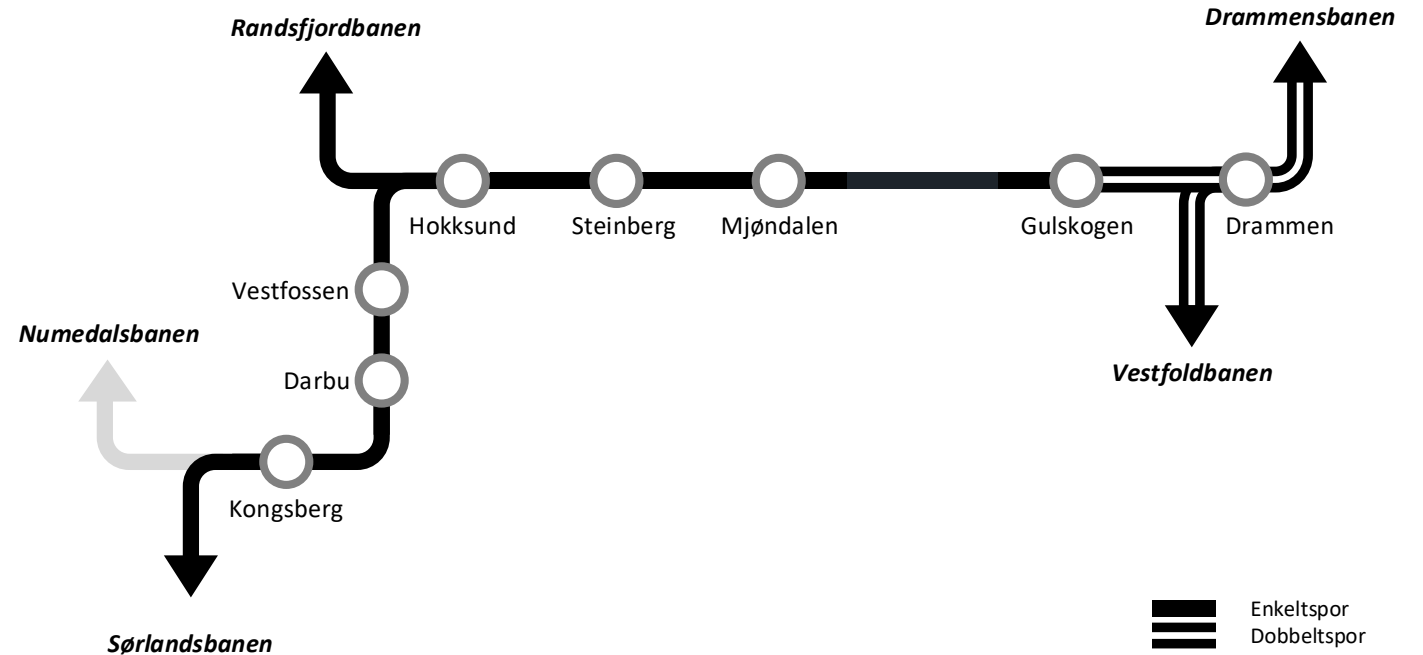 Drammensbanen
Randsfjordbanen
Hokksund
Steinberg
Mjøndalen
Gulskogen
Drammen
Vestfossen
Numedalsbanen
Vestfoldbanen
Darbu
Kongsberg
Enkeltspor
Dobbeltspor
Sørlandsbanen